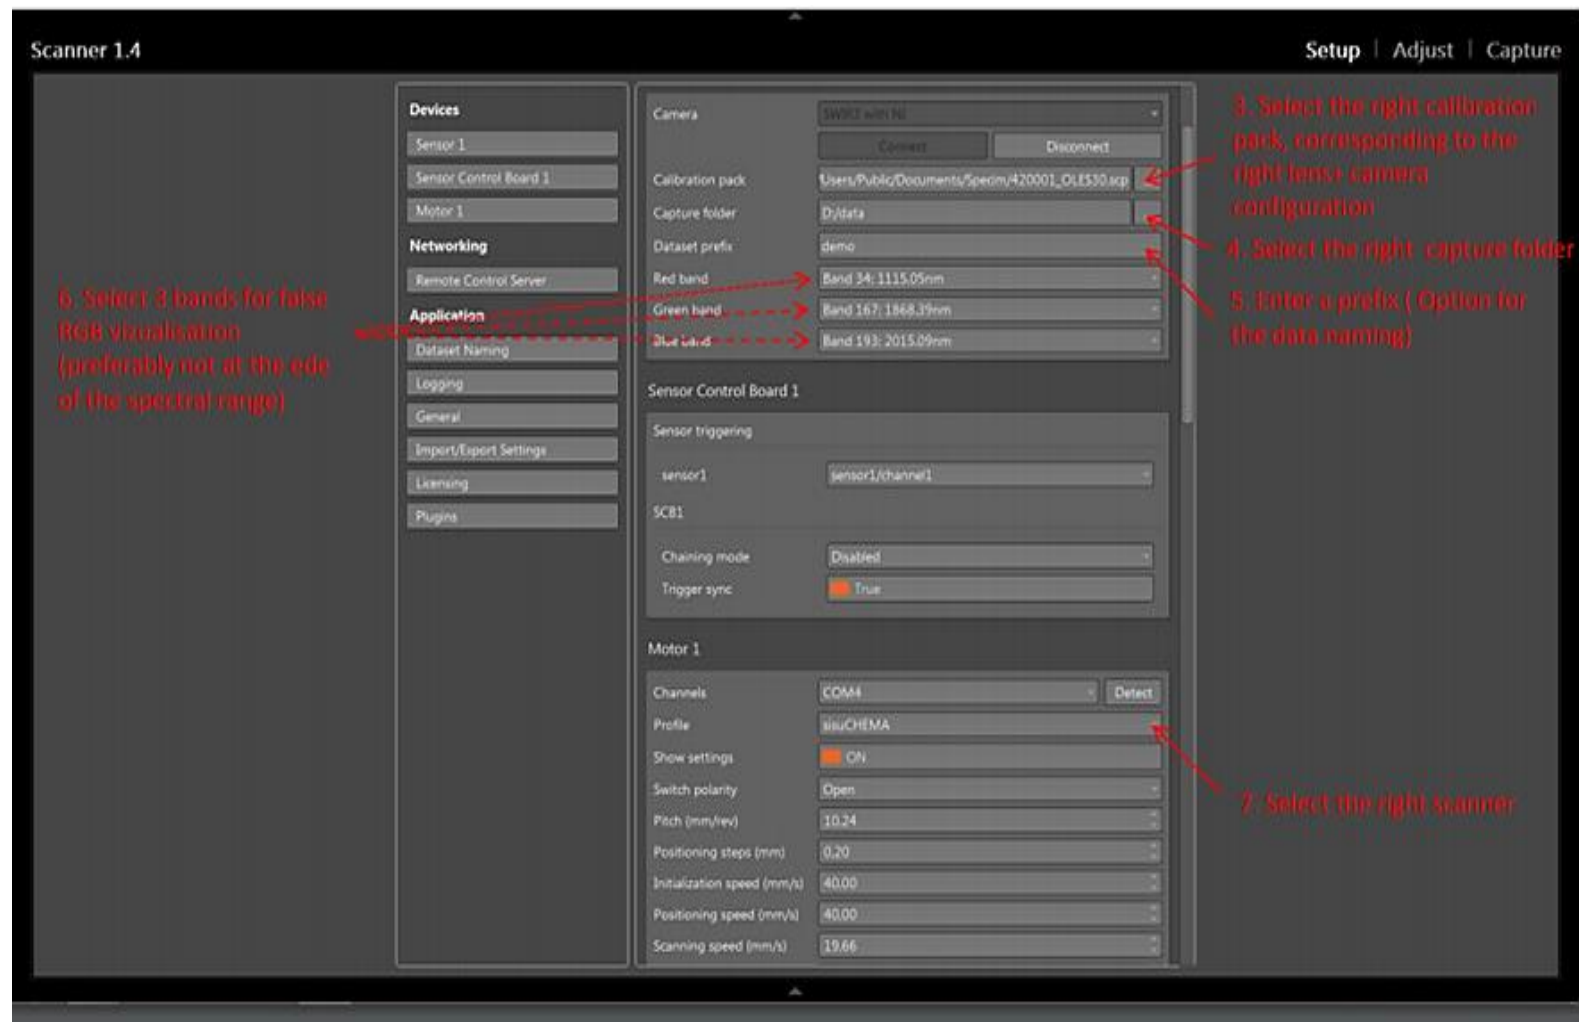 Scanner 1.4
Setup | Adjust | Capture
Devices
Sensor 1
Sensor Control Board 1
Motor 1
Networking
Remote Control Server
Application
Dataset Naming
Logging
General
Import/Export Settings
Licensing
Plugins
Camera
SWIR3 with NI
Connect Disconnect
Calibration pack Users/Public/Documents/Specim/420001_OLES30.scp
Capture folder D:/data
Dataset prefix demo
Red band Band 34: 1115.05nm
Green band Band 167: 1868.39nm
Blue band Band 193: 2015.09nm
Sensor Control Board 1
Sensor triggering
sensor1 sensor1/channel1
SCB1
Chaining mode Disabled
Trigger sync True
Motor 1
Channels COM4 Detect
Profile sisuCHEMA
Show settings ON
Switch polarity Open
Pitch (mm/rev) 10.24
Positioning steps (mm) 0.20
Initialization speed (mm/s) 40.00
Positioning speed (mm/s) 40.00
Scanning speed (mm/s) 19.66
3. Select the right calibration
pack, corresponding to the
right lens+ camera
configuration
4. Select the right capture folder
5. Enter a prefix ( Option for
the data naming)
6. Select 3 bands for false
RGB vizualisation
(preferably not at the ede
of the spectral range)
7. Select the right scanner